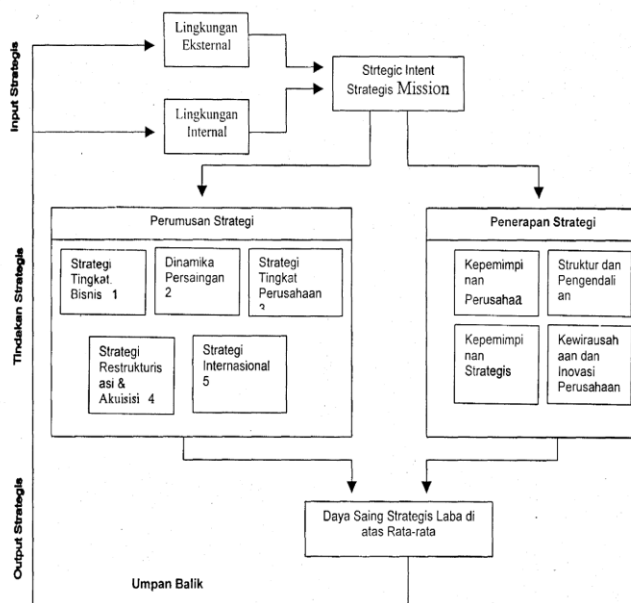 Input Strategis
Lingkungan
Eksternal
Lingkungan
Internal
Strtegic Intent
Strategis Mission
Tindakan Strategis
Perumusan Strategi
Strategi
Tingkat.
Bisnis 1
Dinamika
Persaingan
2
Strategi
Tingkat
Perusahaan
3
Strategi
Restrukturis
asi &
Akuisisi 4
Strategi
Internasional
5
Penerapan Strategi
Kepemimpi
nan
Perusahaa
Struktur dan
Pengendali
an
Kepemimpi
nan
Strategis
Kewirausah
aan dan
Inovasi
Perusahaan
Output Strategis
Daya Saing Strategis Laba di
atas Rata-rata
Umpan Balik